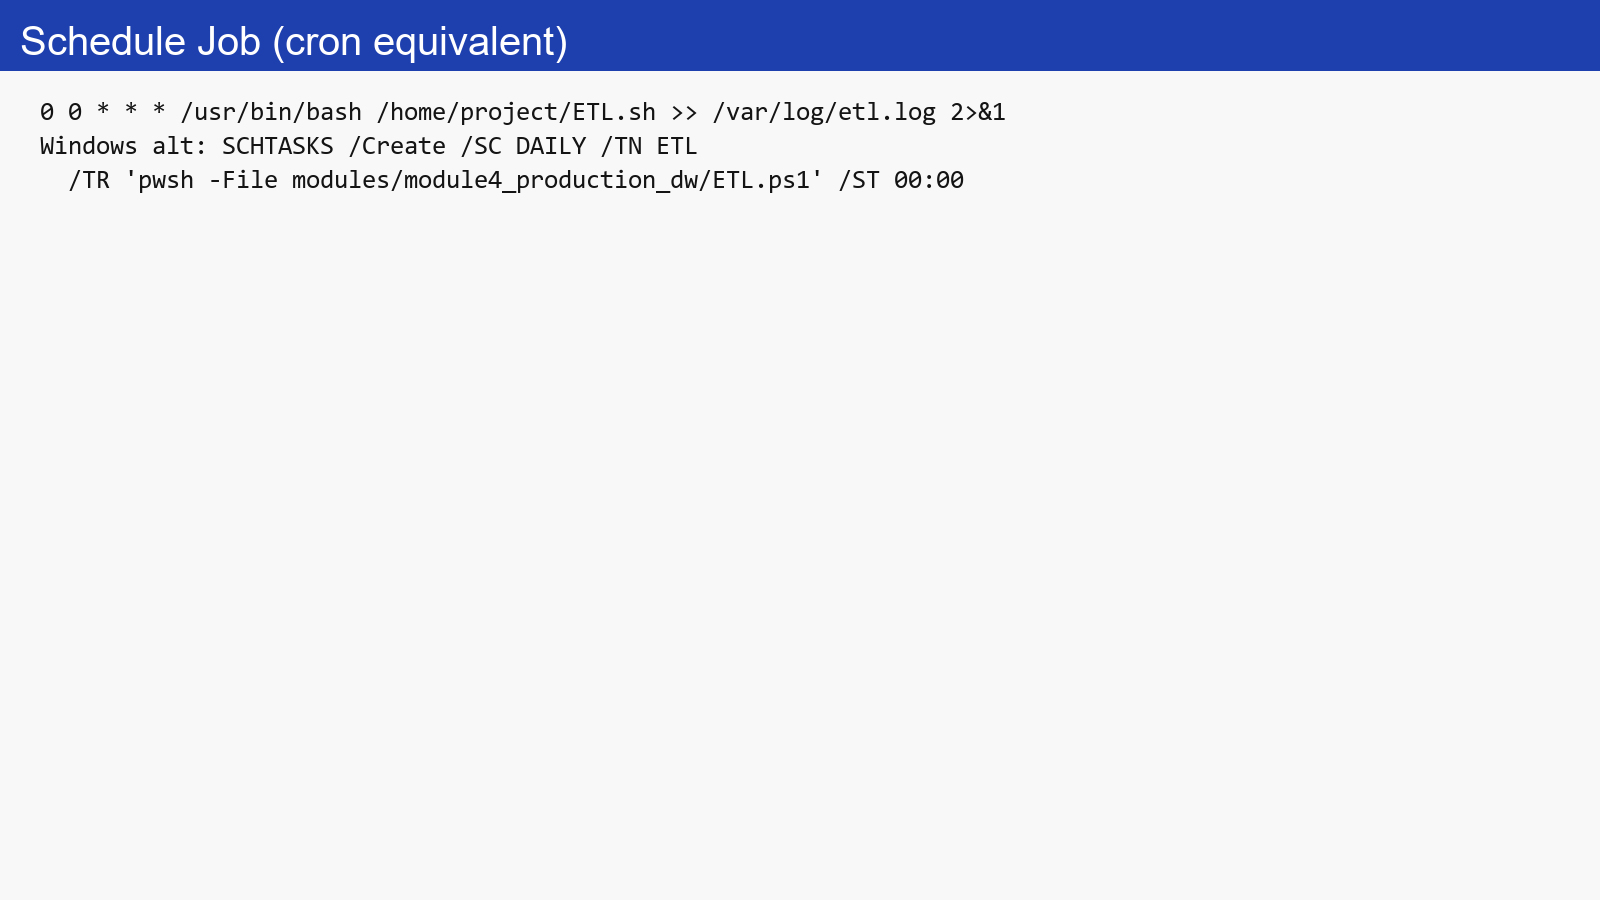 Schedule Job (cron equivalent)
0 0 * * * /usr/bin/bash /home/project/ETL.sh >> /var/log/etl.log 2>&1
Windows alt: SCHTASKS /Create /SC DAILY /TN ETL
  /TR 'pwsh -File modules/module4_production_dw/ETL.ps1' /ST 00:00